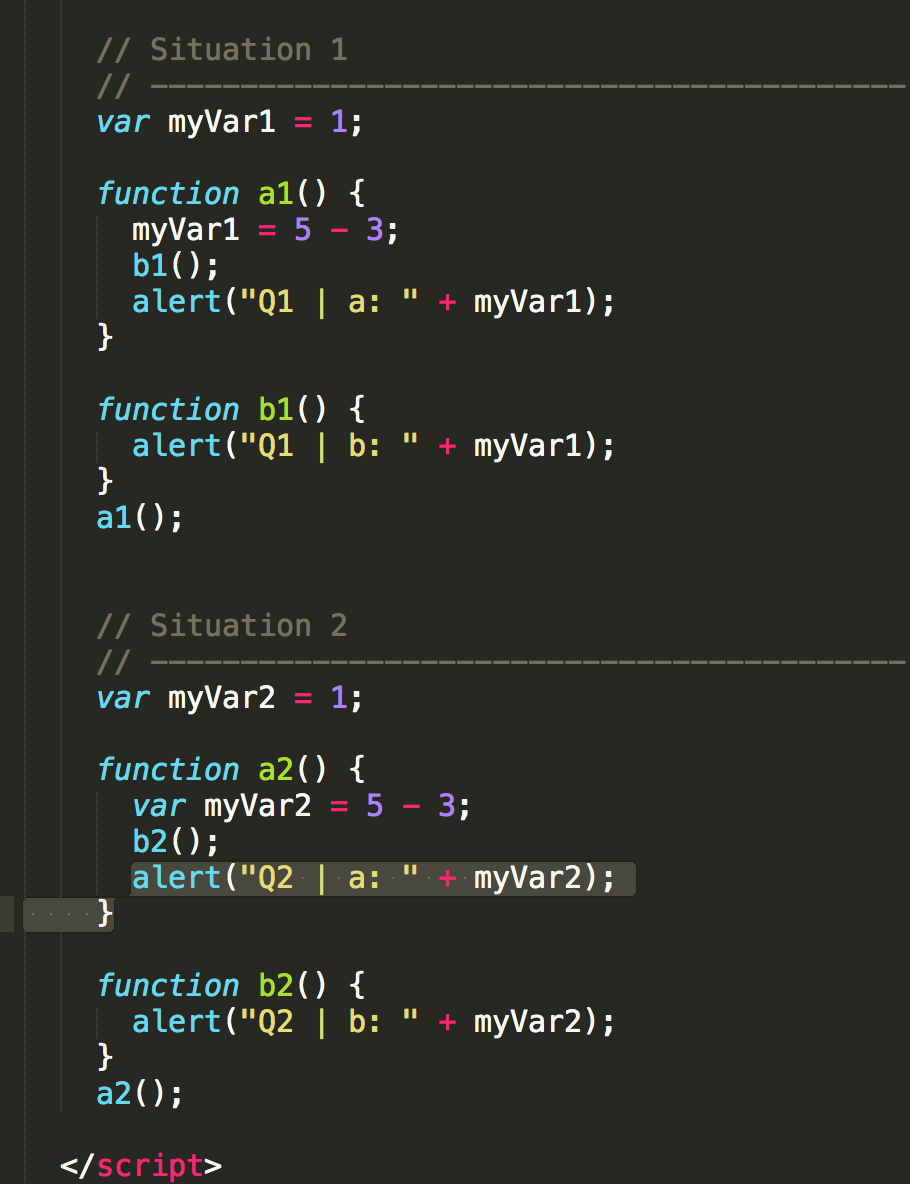 // Situation 1
// ------------------------------------------
var myVar1 = 1;
function a1() {
myVar1 = 5 - 3;
b1();
alert("Q1 | a: " + myVar1);
}
function b1() {
alert("Q1 | b: " + myVar1);
}
a1();
// Situation 2
// ------------------------------------------
var myVar2 = 1;
function a2() {
var myVar2 = 5 - 3;
b2();
alert("Q2 | a: " + myVar2);
}
function b2() {
alert("Q2 | b: " + myVar2);
}
a2();
</script>